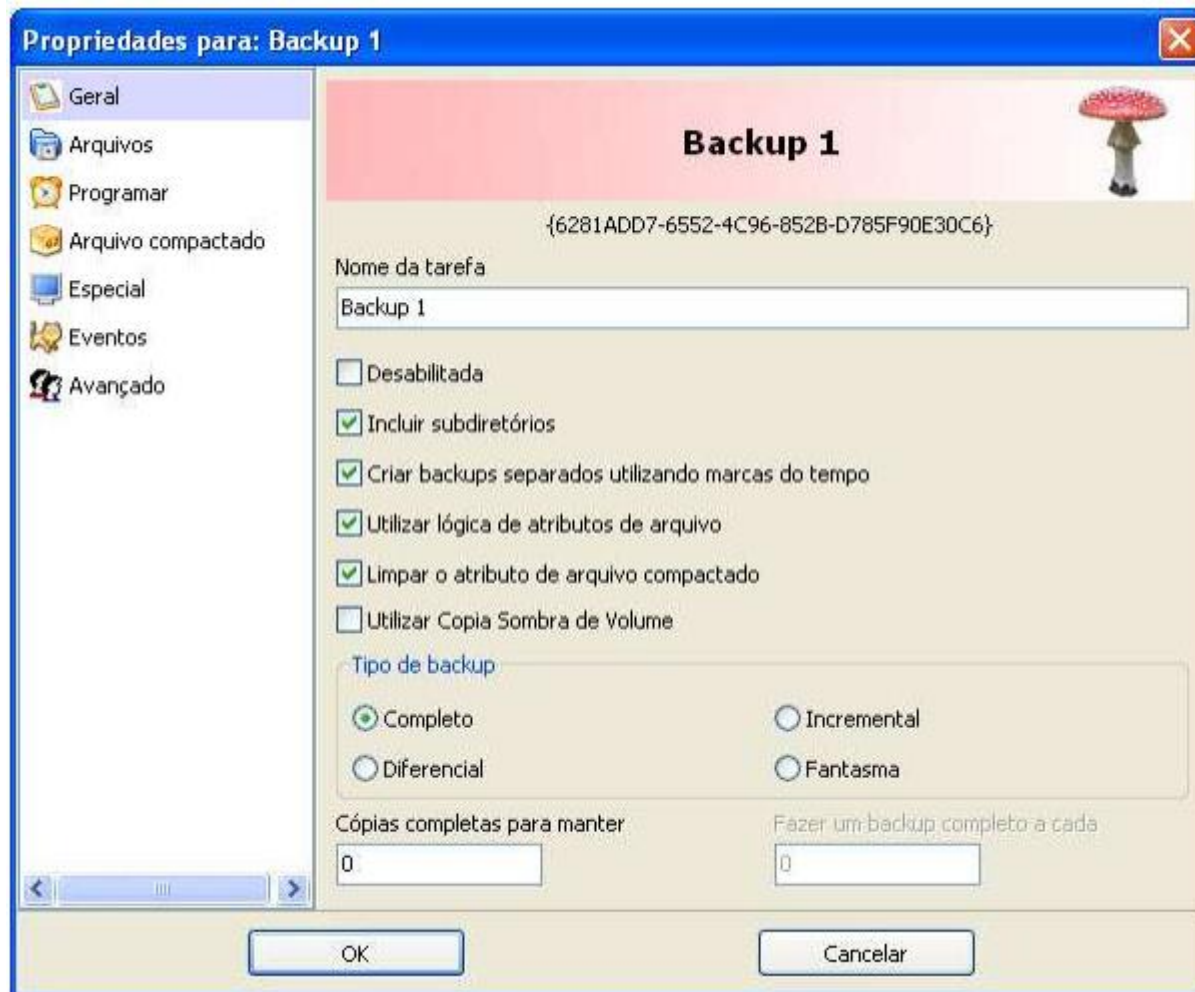 Propriedades para: Backup 1
Geral
Arquivos
Programar
Arquivo compactado
Especial
Eventos
Avançado
Backup 1
{6281ADD7-6552-4C96-852B-D785F90E30C6}
Nome da tarefa
Backup 1
Desabilitada
Incluir subdiretórios
Criar backups separados utilizando marcas do tempo
Utilizar lógica de atributos de arquivo
Limpar o atributo de arquivo compactado
Utilizar Copia Sombra de Volume
Tipo de backup
Completo
Incremental
Diferencial
Fantasma
Cópias completas para manter
Fazer um backup completo a cada
0
0
OK
Cancelar